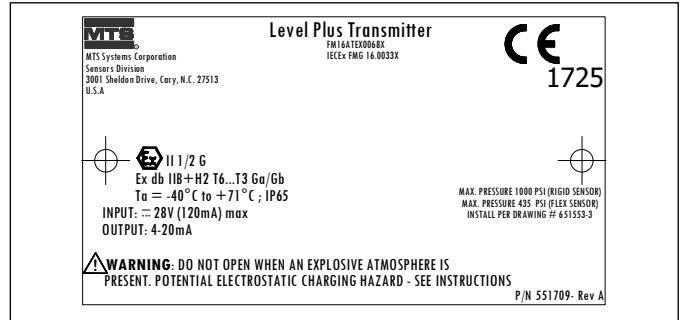 MTS
Level Plus Transmitter
FM16ATEX0068X
IECEx FMG 16.0033X
MTS Systems Corporation
Sensors Division
3001 Sheldon Drive, Cary, N.C. 27513
U.S.A
CE
1725
Ex II 1/2 G
Ex db IIB+H2 T6...T3 Ga/Gb
Ta = -40°C to +71°C ; IP65
INPUT: ⎓ 28V (120mA) max
OUTPUT: 4-20mA
MAX. PRESSURE 1000 PSI (RIGID SENSOR)
MAX. PRESSURE 435 PSI (FLEX SENSOR)
INSTALL PER DRAWING # 651553-3
WARNING: DO NOT OPEN WHEN AN EXPLOSIVE ATMOSPHERE IS
PRESENT. POTENTIAL ELECTROSTATIC CHARGING HAZARD - SEE INSTRUCTIONS
P/N 551709- Rev A